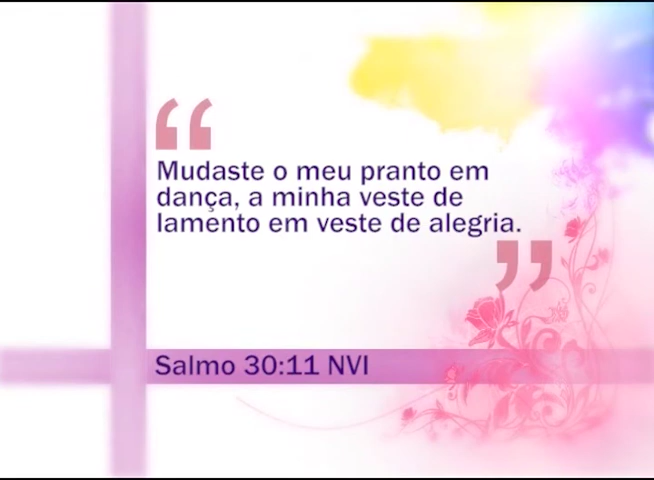 “
Mudaste o meu pranto em
dança, a minha veste de
lamento em veste de alegria.
”
Salmo 30:11 NVI